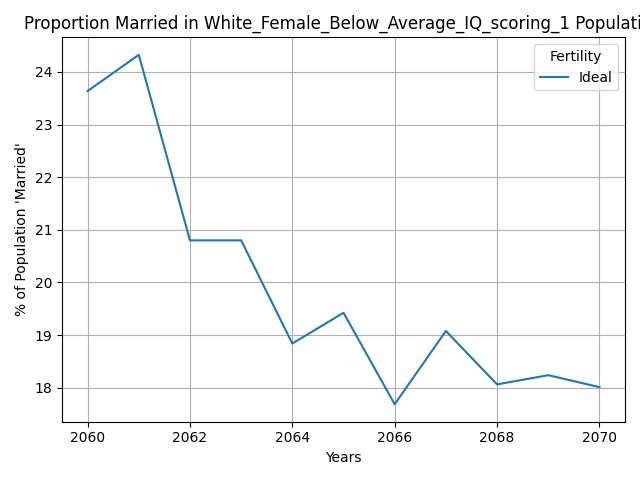 Proportion Married in White_Female_Below_Average_IQ_scoring_1 Populati
Fertility
Ideal
% of Population 'Married'
24
23
22
21
20
19
18
2060 2062 2064 2066 2068 2070
Years